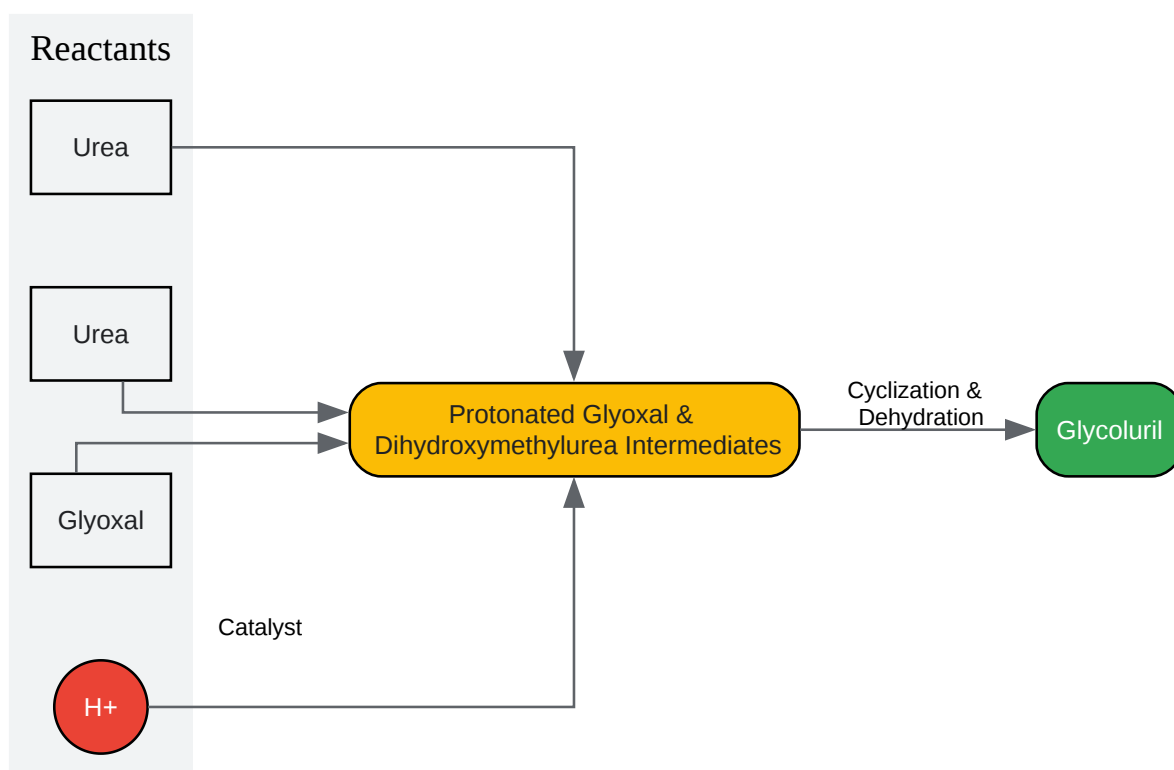 Reactants
Urea
Urea
Glyoxal
H+
Catalyst
Protonated Glyoxal &
Dihydroxymethylurea Intermediates
Cyclization &
Dehydration
Glycoluril